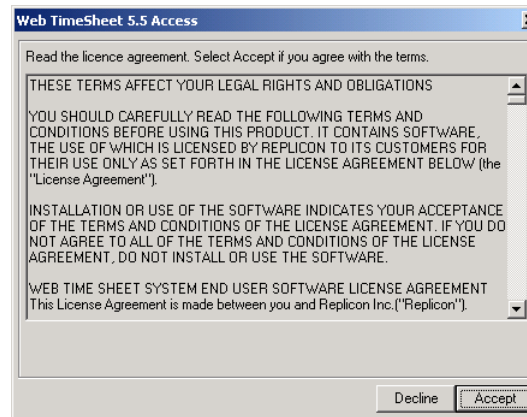 Web TimeSheet 5.5 Access
Read the licence agreement. Select Accept if you agree with the terms.
THESE TERMS AFFECT YOUR LEGAL RIGHTS AND OBLIGATIONS
YOU SHOULD CAREFULLY READ THE FOLLOWING TERMS AND
CONDITIONS BEFORE USING THIS PRODUCT. IT CONTAINS SOFTWARE,
THE USE OF WHICH IS LICENSED BY REPLICON TO ITS CUSTOMERS FOR
THEIR USE ONLY AS SET FORTH IN THE LICENSE AGREEMENT BELOW (the
"License Agreement").
INSTALLATION OR USE OF THE SOFTWARE INDICATES YOUR ACCEPTANCE
OF THE TERMS AND CONDITIONS OF THE LICENSE AGREEMENT. IF YOU DO
NOT AGREE TO ALL OF THE TERMS AND CONDITIONS OF THE LICENSE
AGREEMENT, DO NOT INSTALL OR USE THE SOFTWARE.
WEB TIME SHEET SYSTEM END USER SOFTWARE LICENSE AGREEMENT
This License Agreement is made between you and Replicon Inc.("Replicon").
Decline Accept